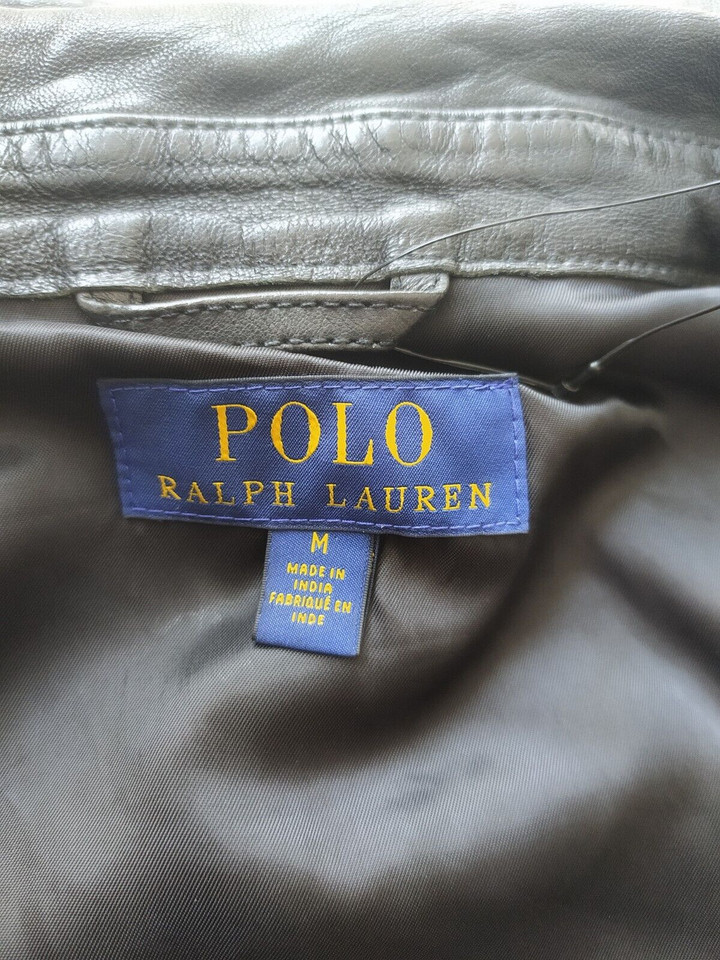 POLO
RALPH LAUREN
M
MADE IN
INDIA
FABRIQUÉ EN
INDE